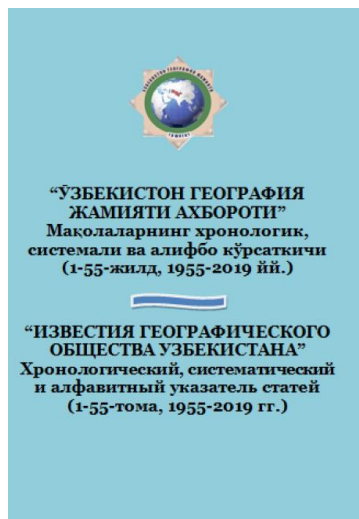 “ЎЗБЕКИСТОН ГЕОГРАФИЯ
ЖАМИЯТИ АХБОРОТИ”
Мақолаларнинг хронологик,
системали ва алифбо кўрсаткичи
(1-55-жилд, 1955-2019 йй.)
“ИЗВЕСТИЯ ГЕОГРАФИЧЕСКОГО
ОБЩЕСТВА УЗБЕКИСТАНА”
Хронологический, систематический
и алфавитный указатель статей
(1-55-тома, 1955-2019 гг.)